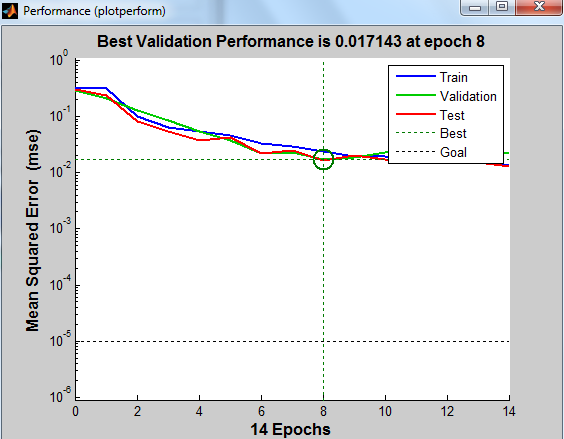 Performance (plotperform)
Best Validation Performance is 0.017143 at epoch 8
Mean Squared Error (mse)
10^0
10^-1
10^-2
10^-3
10^-4
10^-5
10^-6
Train
Validation
Test
Best
Goal
0 2 4 6 8 10 12 14
14 Epochs